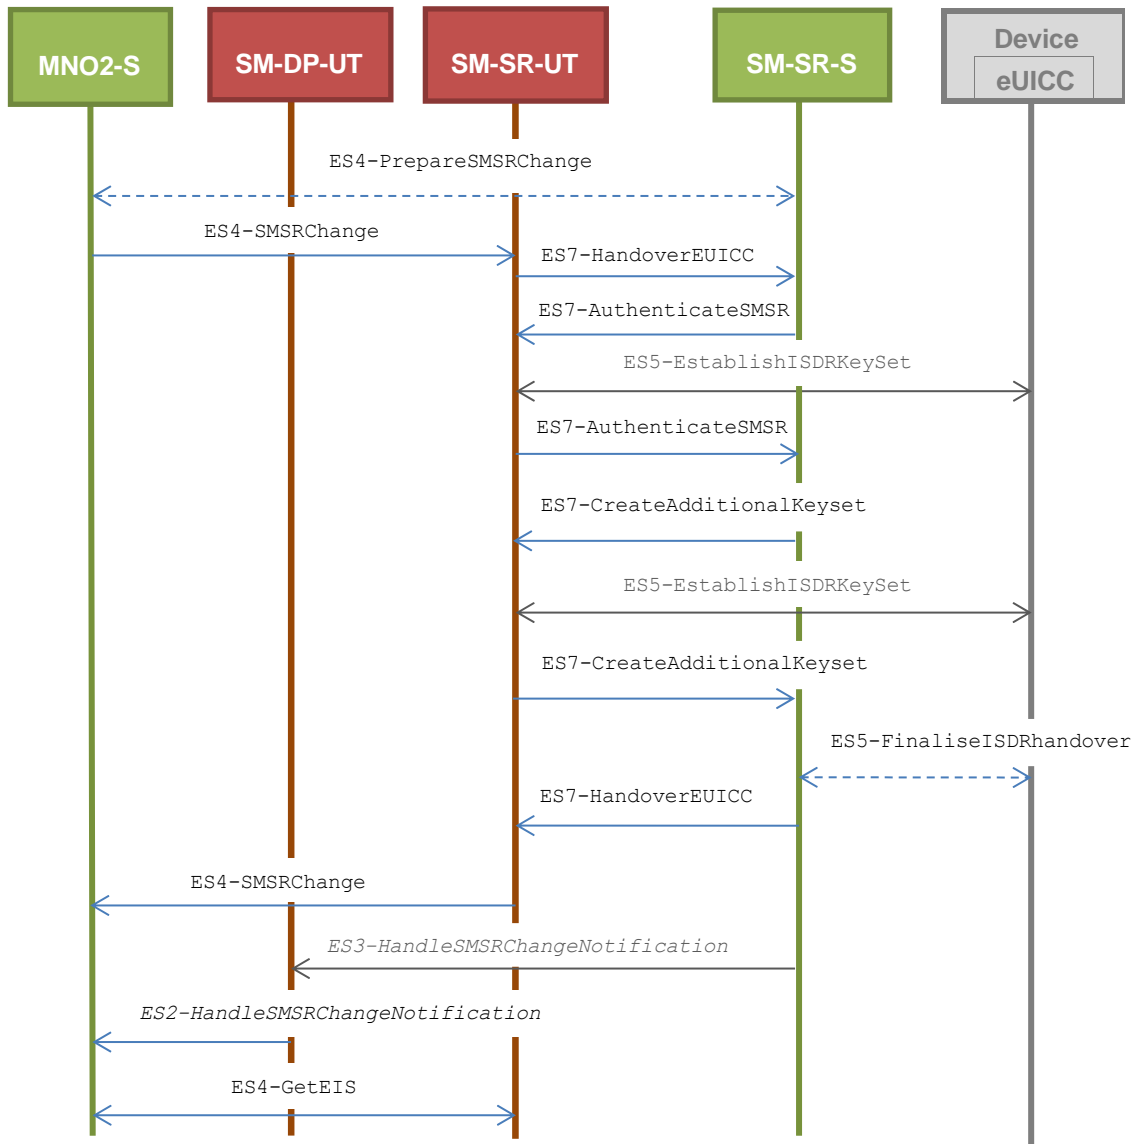 MNO2-S
SM-DP-UT
SM-SR-UT
SM-SR-S
Device
eUICC
ES4-PrepareSMSRChange
ES4-SMSRChange
ES7-HandoverEUICC
ES7-AuthenticateSMSR
ES5-EstablishISDRKeySet
ES7-AuthenticateSMSR
ES7-CreateAdditionalKeyset
ES5-EstablishISDRKeySet
ES7-CreateAdditionalKeyset
ES5-FinaliseISDRhandover
ES7-HandoverEUICC
ES4-SMSRChange
ES3-HandleSMSRChangeNotification
ES2-HandleSMSRChangeNotification
ES4-GetEIS